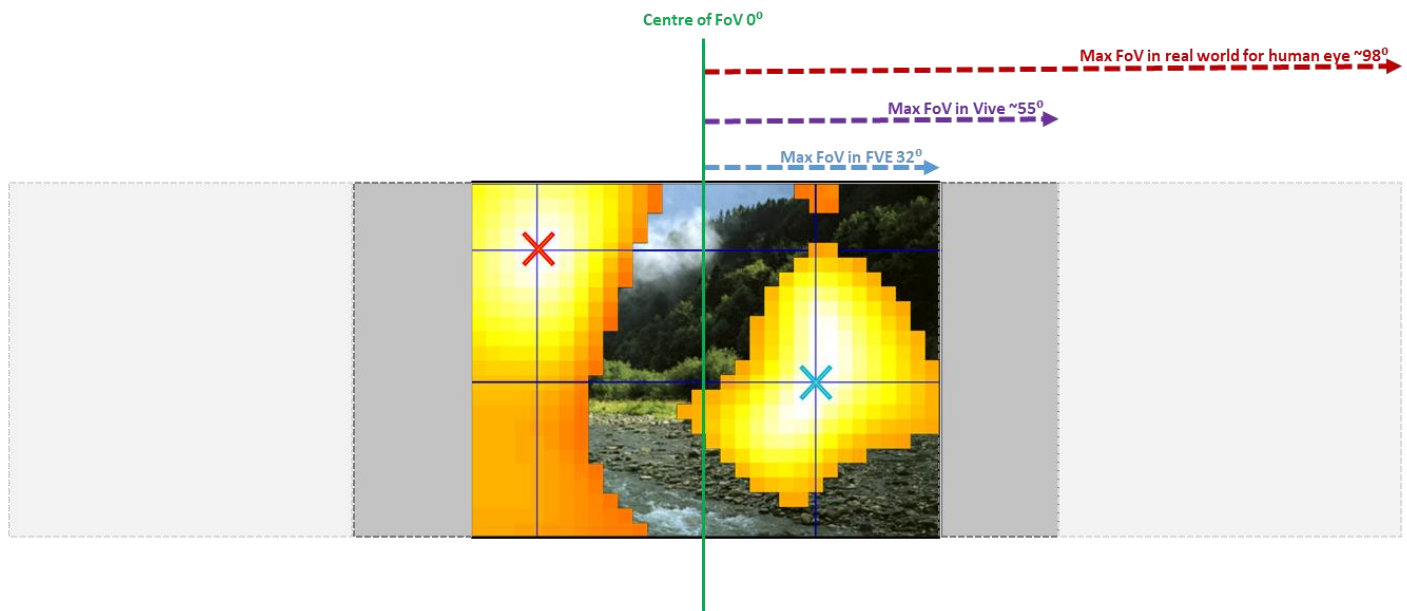 Centre of FoV 0⁰
Max FoV in real world for human eye ~98⁰
Max FoV in Vive ~55⁰
Max FoV in FVE 32⁰